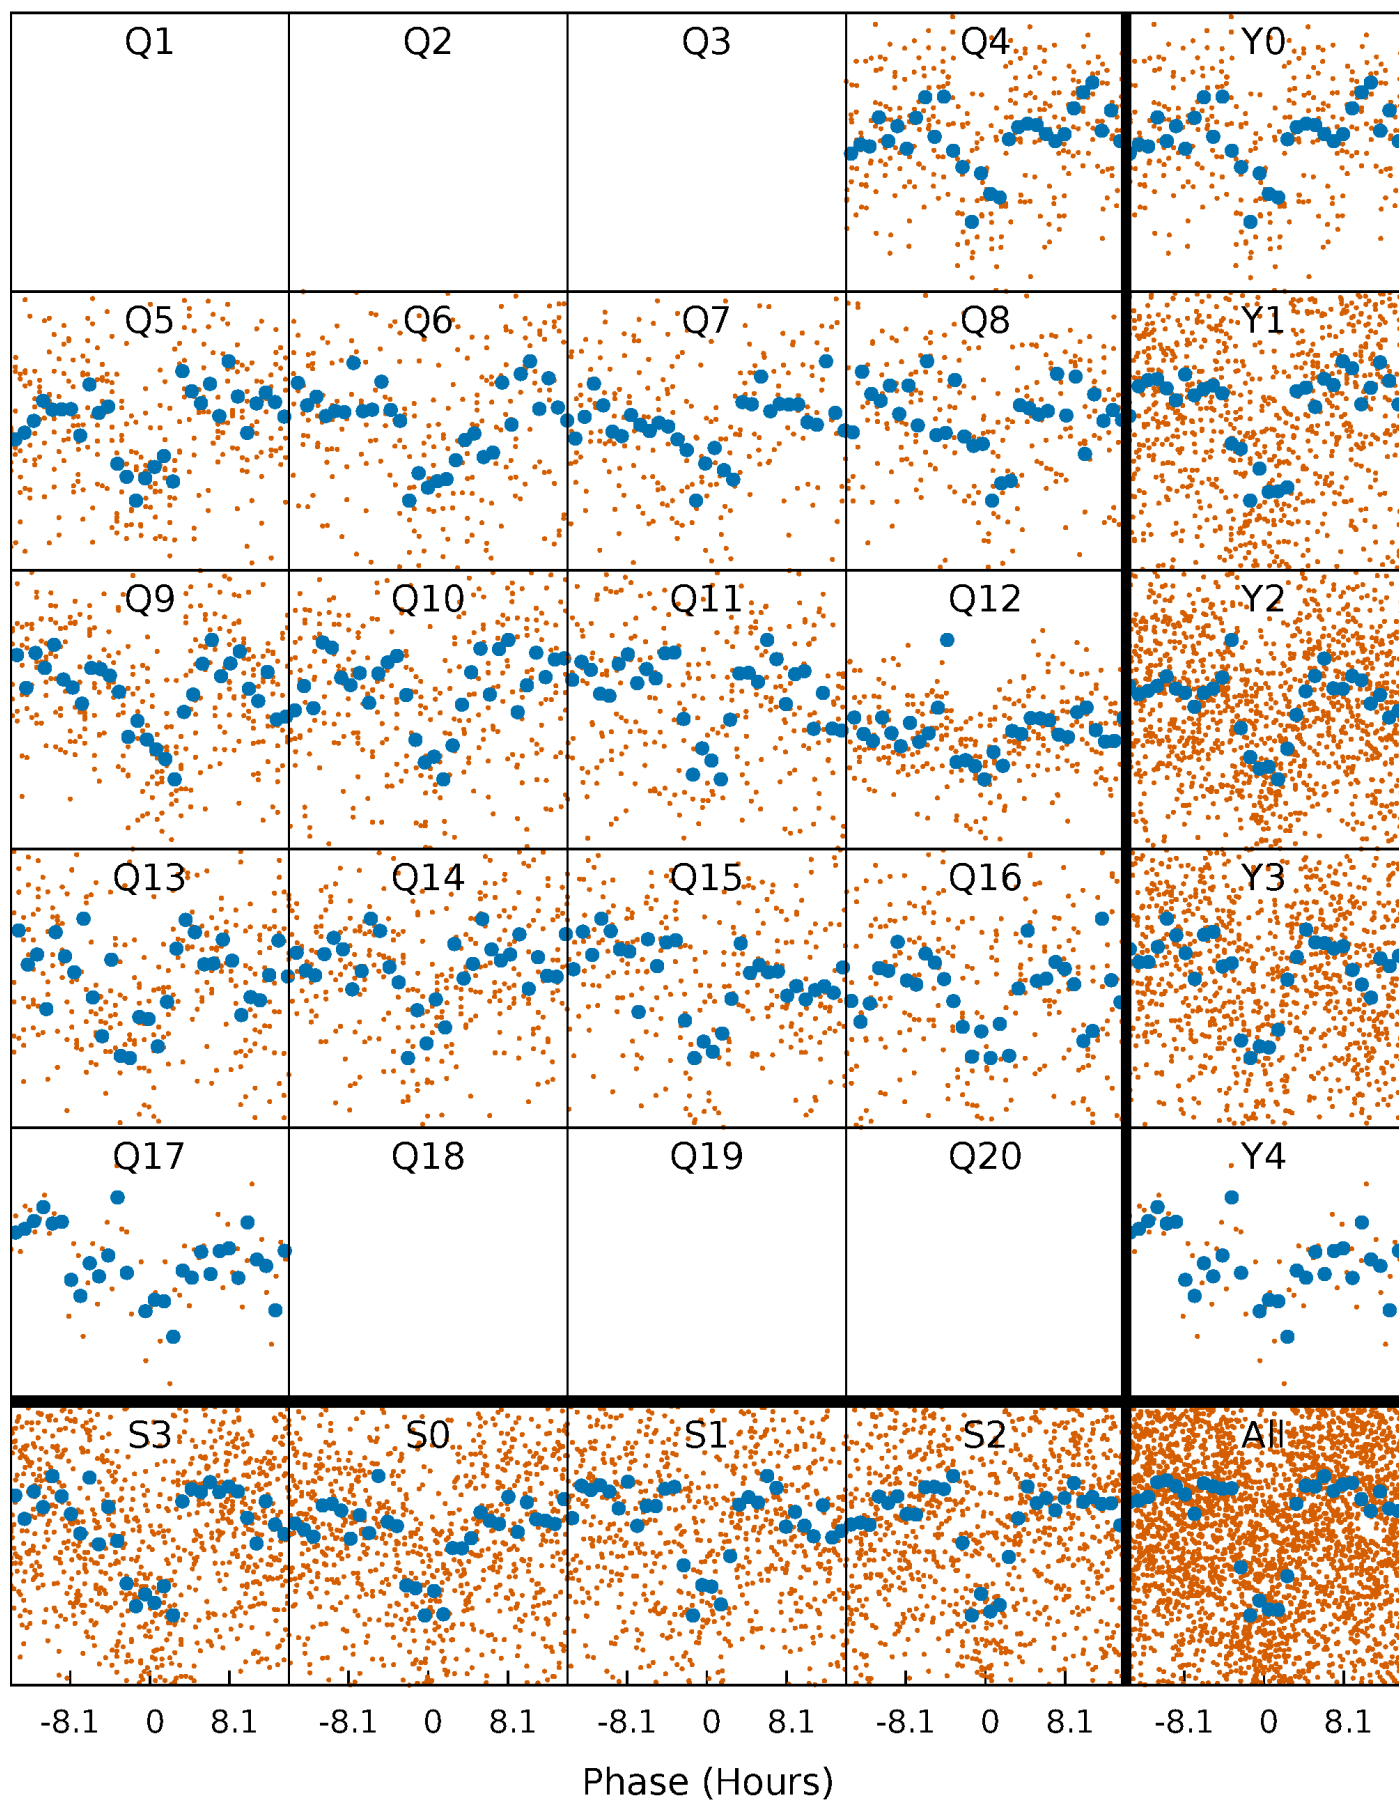 Q1 Q2 Q3 Q4 Y0
Q5 Q6 Q7 Q8 Y1
Q9 Q10 Q11 Q12 Y2
Q13 Q14 Q15 Q16 Y3
Q17 Q18 Q19 Q20 Y4
S3 S0 S1 S2 All
-8.1 0 8.1 -8.1 0 8.1 -8.1 0 8.1 -8.1 0 8.1 -8.1 0 8.1
Phase (Hours)